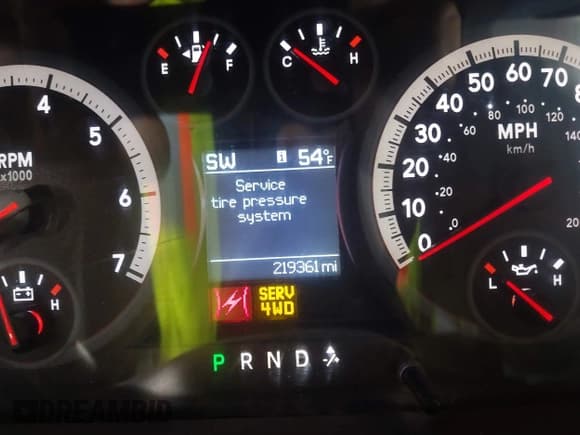 E
F
C
H
4
5
6
7
RPM
x1000
SW
i
54°F
Service
tire pressure
system
219361 mi
SERV
4WD
P R N D
H
0
10
20
30
40
50
60
70
0
20
40
60
80
100
120
140
MPH
km/h
L
H
DREAMBID